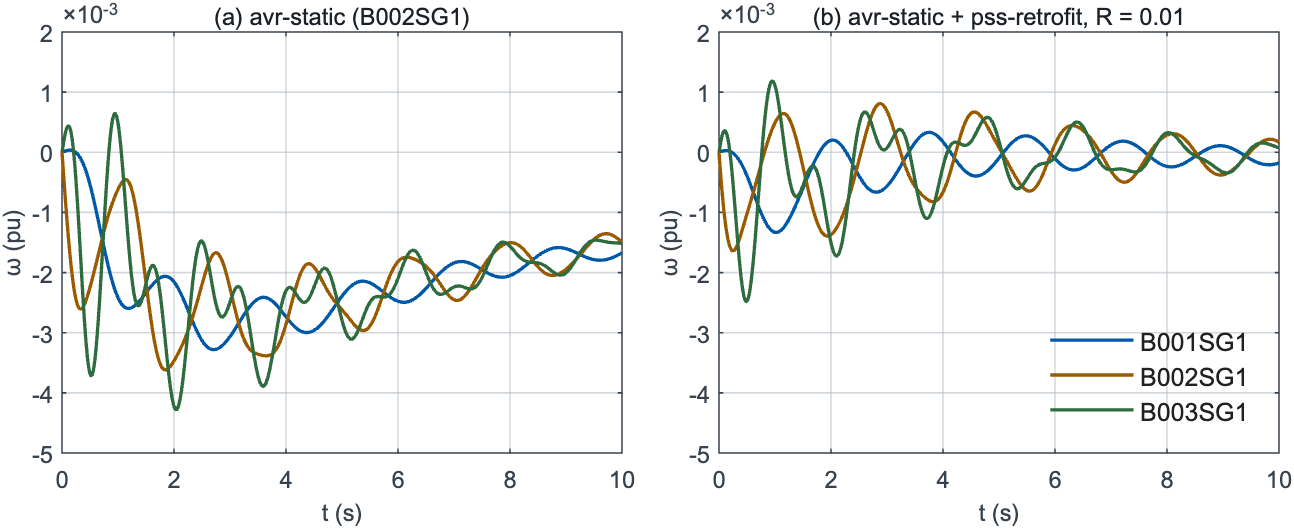 ×10⁻³
(a) avr-static (B002SG1)
2
1
0
-1
-2
-3
-4
-5
ω (pu)
0 2 4 6 8 10
t (s)
×10⁻³
(b) avr-static + pss-retrofit, R = 0.01
2
1
0
-1
-2
-3
-4
-5
ω (pu)
B001SG1
B002SG1
B003SG1
0 2 4 6 8 10
t (s)